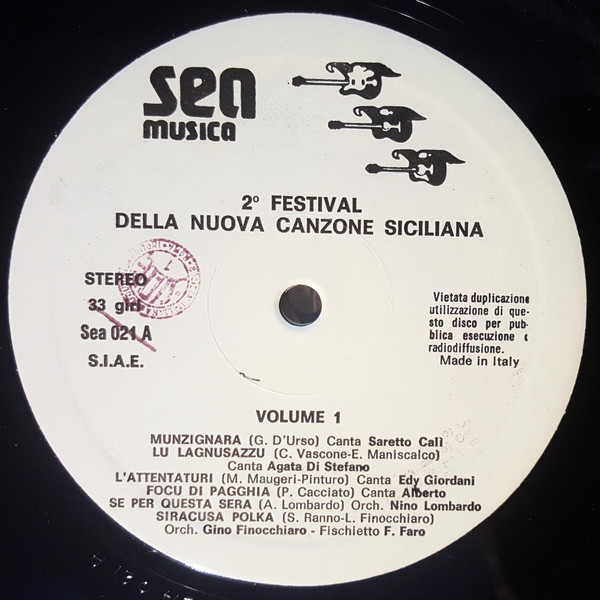 sea
musica
2° FESTIVAL
DELLA NUOVA CANZONE SICILIANA
STEREO
33 giri
Sea 021 A
S.I.A.E.
Vietata duplicazione
utilizzazione di que-
sto disco per pub-
blica esecuzione e
radiodiffusione.
Made in Italy
VOLUME 1
MUNZIGNARA (G. D'Urso) Canta Saretto Calì
LU LAGNUSAZZU (C. Vascone-E. Maniscalco)
Canta Agata Di Stefano
L'ATTENTATURI (M. Maugeri-Pinturo) Canta Edy Giordani
FOCU DI PAGGHIA (P. Cacciato) Canta Alberto
SE PER QUESTA SERA (A. Lombardo) Orch. Nino Lombardo
SIRACUSA POLKA (S. Ranno-L. Finocchiaro)
Orch. Gino Finocchiaro - Fischietto F. Faro